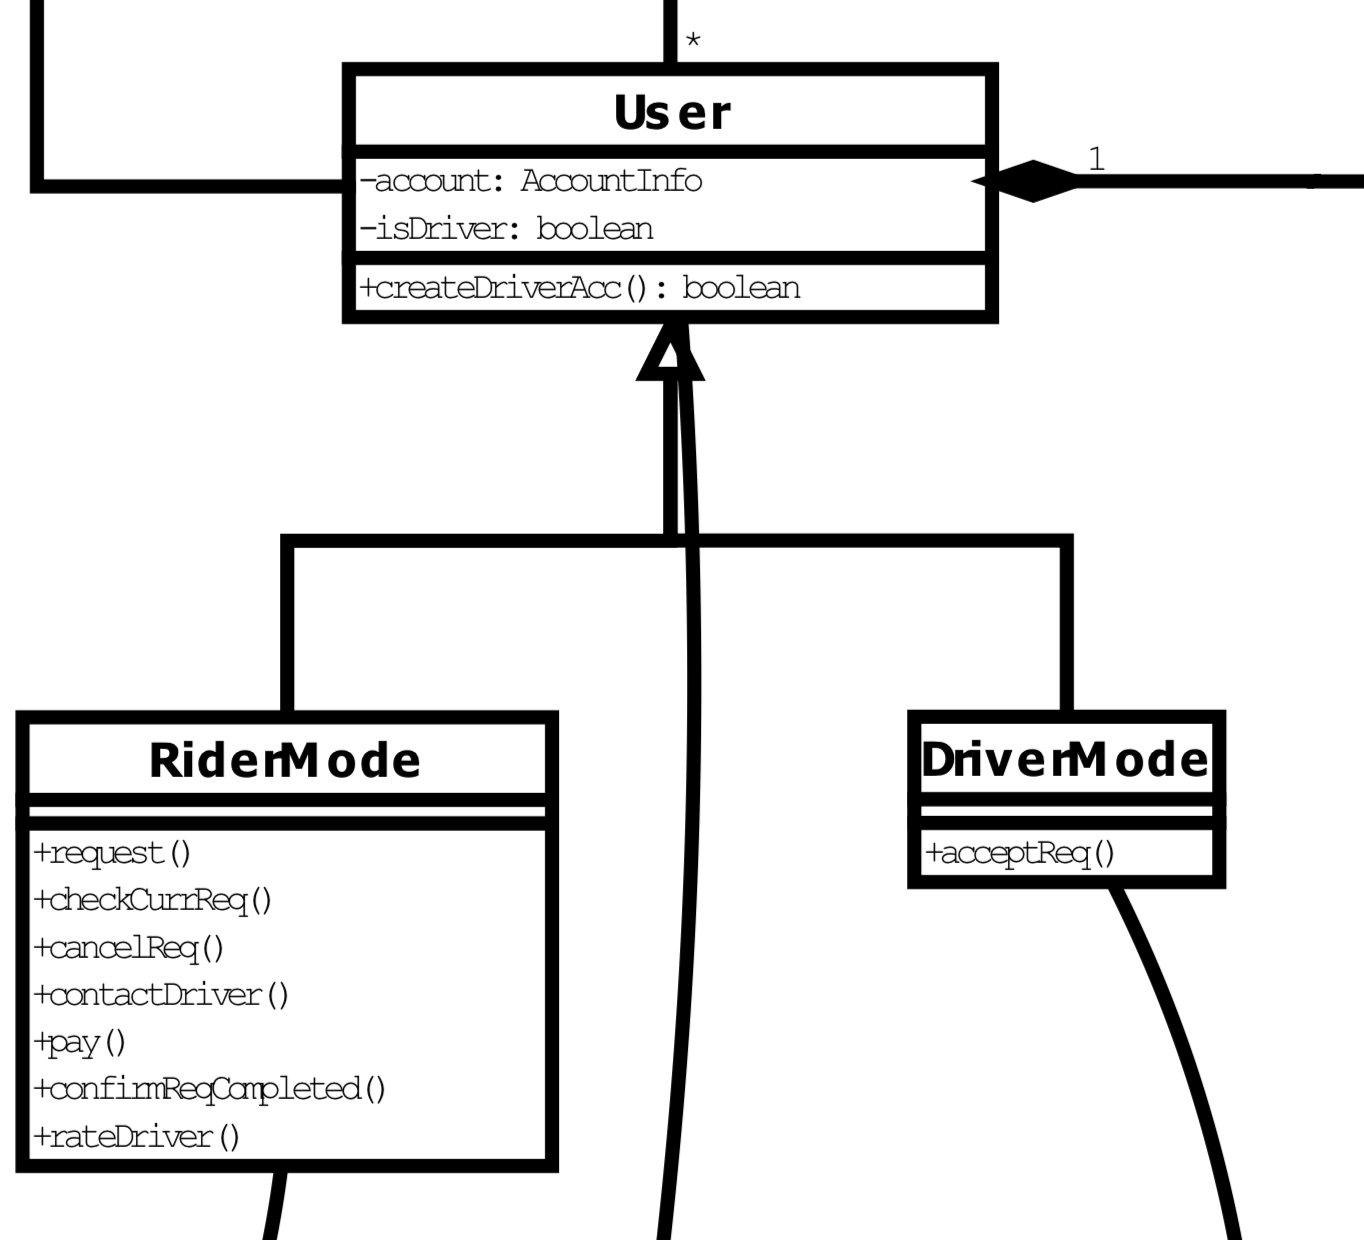 *
User
1
-account: AccountInfo
-isDriver: boolean
+createDriverAcc(): boolean
RiderMode
+request()
+checkCurrReq()
+cancelReq()
+contactDriver()
+pay()
+confirmReqCompleted()
+rateDriver()
DriverMode
+acceptReq()